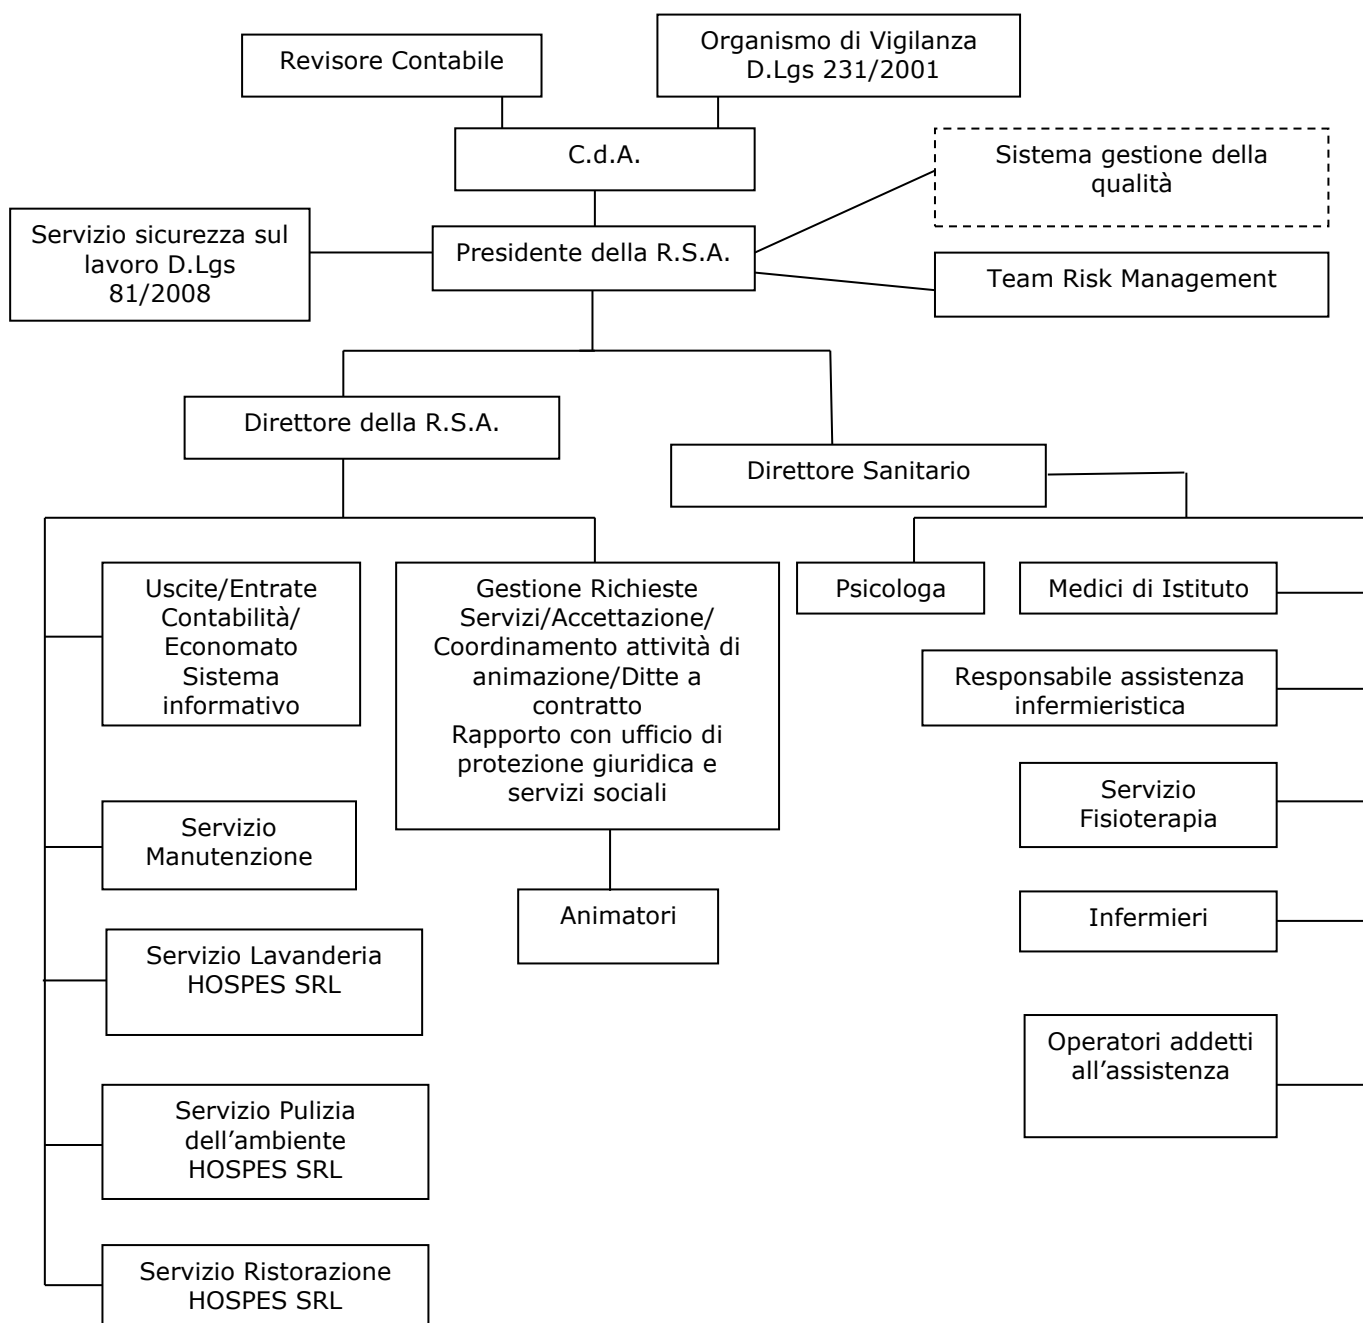 Revisore Contabile
Organismo di Vigilanza
D.Lgs 231/2001
C.d.A.
Sistema gestione della
qualità
Servizio sicurezza sul
lavoro D.Lgs
81/2008
Presidente della R.S.A.
Team Risk Management
Direttore della R.S.A.
Direttore Sanitario
Uscite/Entrate
Contabilità/
Economato
Sistema
informativo
Gestione Richieste
Servizi/Accettazione/
Coordinamento attività di
animazione/Ditte a
contratto
Rapporto con ufficio di
protezione giuridica e
servizi sociali
Psicologa
Medici di Istituto
Responsabile assistenza
infermieristica
Servizio
Fisioterapia
Servizio
Manutenzione
Animatori
Infermieri
Servizio Lavanderia
HOSPES SRL
Operatori addetti
all’assistenza
Servizio Pulizia
dell’ambiente
HOSPES SRL
Servizio Ristorazione
HOSPES SRL